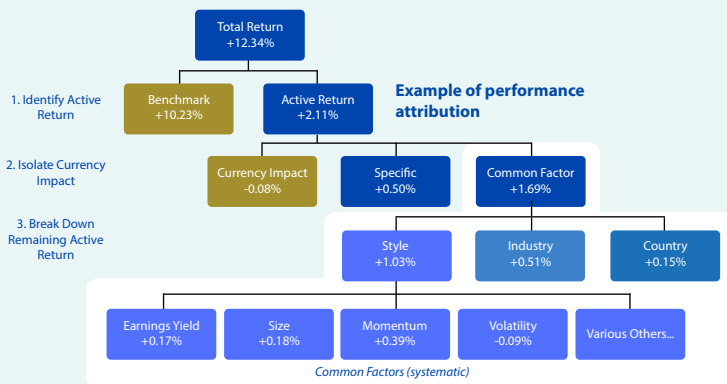 Total Return
+12.34%
Example of performance
attribution
1. Identify Active
Return
Benchmark
+10.23%
Active Return
+2.11%
2. Isolate Currency
Impact
Currency Impact
-0.08%
Specific
+0.50%
Common Factor
+1.69%
3. Break Down
Remaining Active
Return
Style
+1.03%
Industry
+0.51%
Country
+0.15%
Earnings Yield
+0.17%
Size
+0.18%
Momentum
+0.39%
Volatility
-0.09%
Various Others...
Common Factors (systematic)